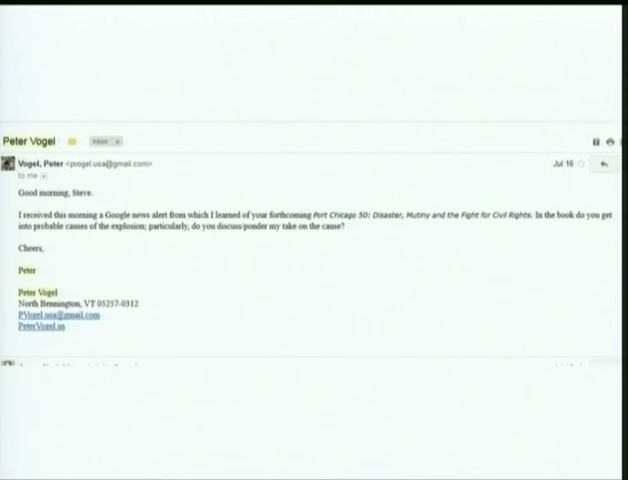 Peter Vogel
Inbox x
Vogel, Peter <pvogel.usa@gmail.com>
Jul 16
to me
Good morning, Steve.
I received this morning a Google news alert from which I learned of your forthcoming Port Chicago 50: Disaster, Mutiny and the Fight for Civil Rights. In the book do you get
into probable causes of the explosion; particularly, do you discuss/ponder my take on the cause?
Cheers,
Peter
Peter Vogel
North Bennington, VT 05257-0312
PVogel.usa@gmail.com
PeterVogel.us